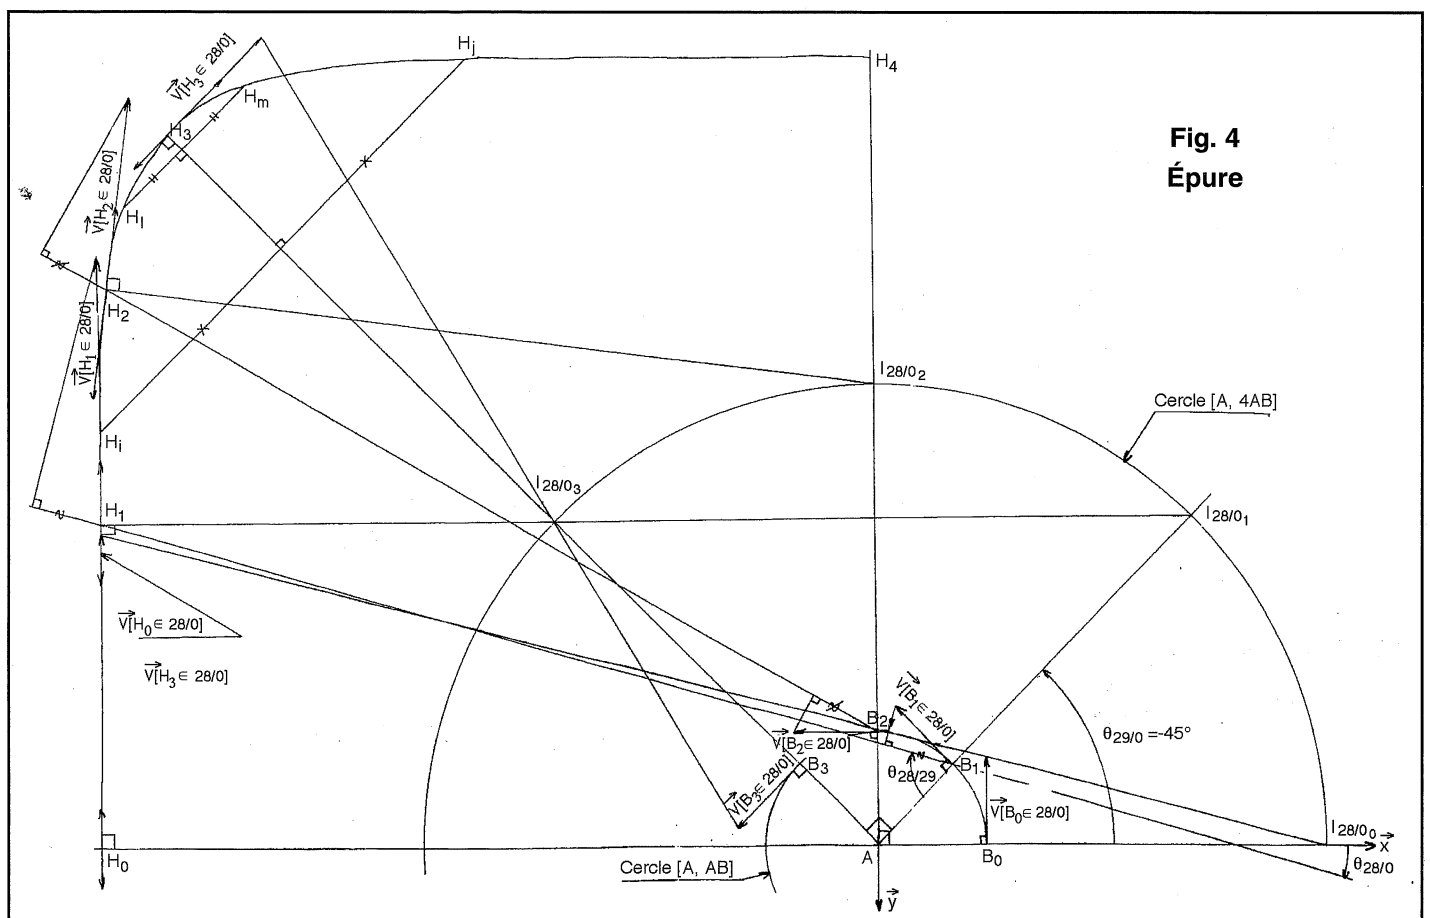 V[H3 ∈ 28/0]
Hj
H4
Fig. 4
Épure
Hm
H3
V[H2 ∈ 28/0]
Hl
H2
V[H1 ∈ 28/0]
I28/02
Cercle [A, 4AB]
Hi
I28/03
H1
I28/01
V[H0 ∈ 28/0]
V[H3 ∈ 28/0]
V[B1 ∈ 28/0]
B2
θ29/0 =-45°
V[B2 ∈ 28/0]
B3
θ28/29
B1
V[B3 ∈ 28/0]
V[B0 ∈ 28/0]
I28/00
x
H0
A
B0
θ28/0
Cercle [A, AB]
y